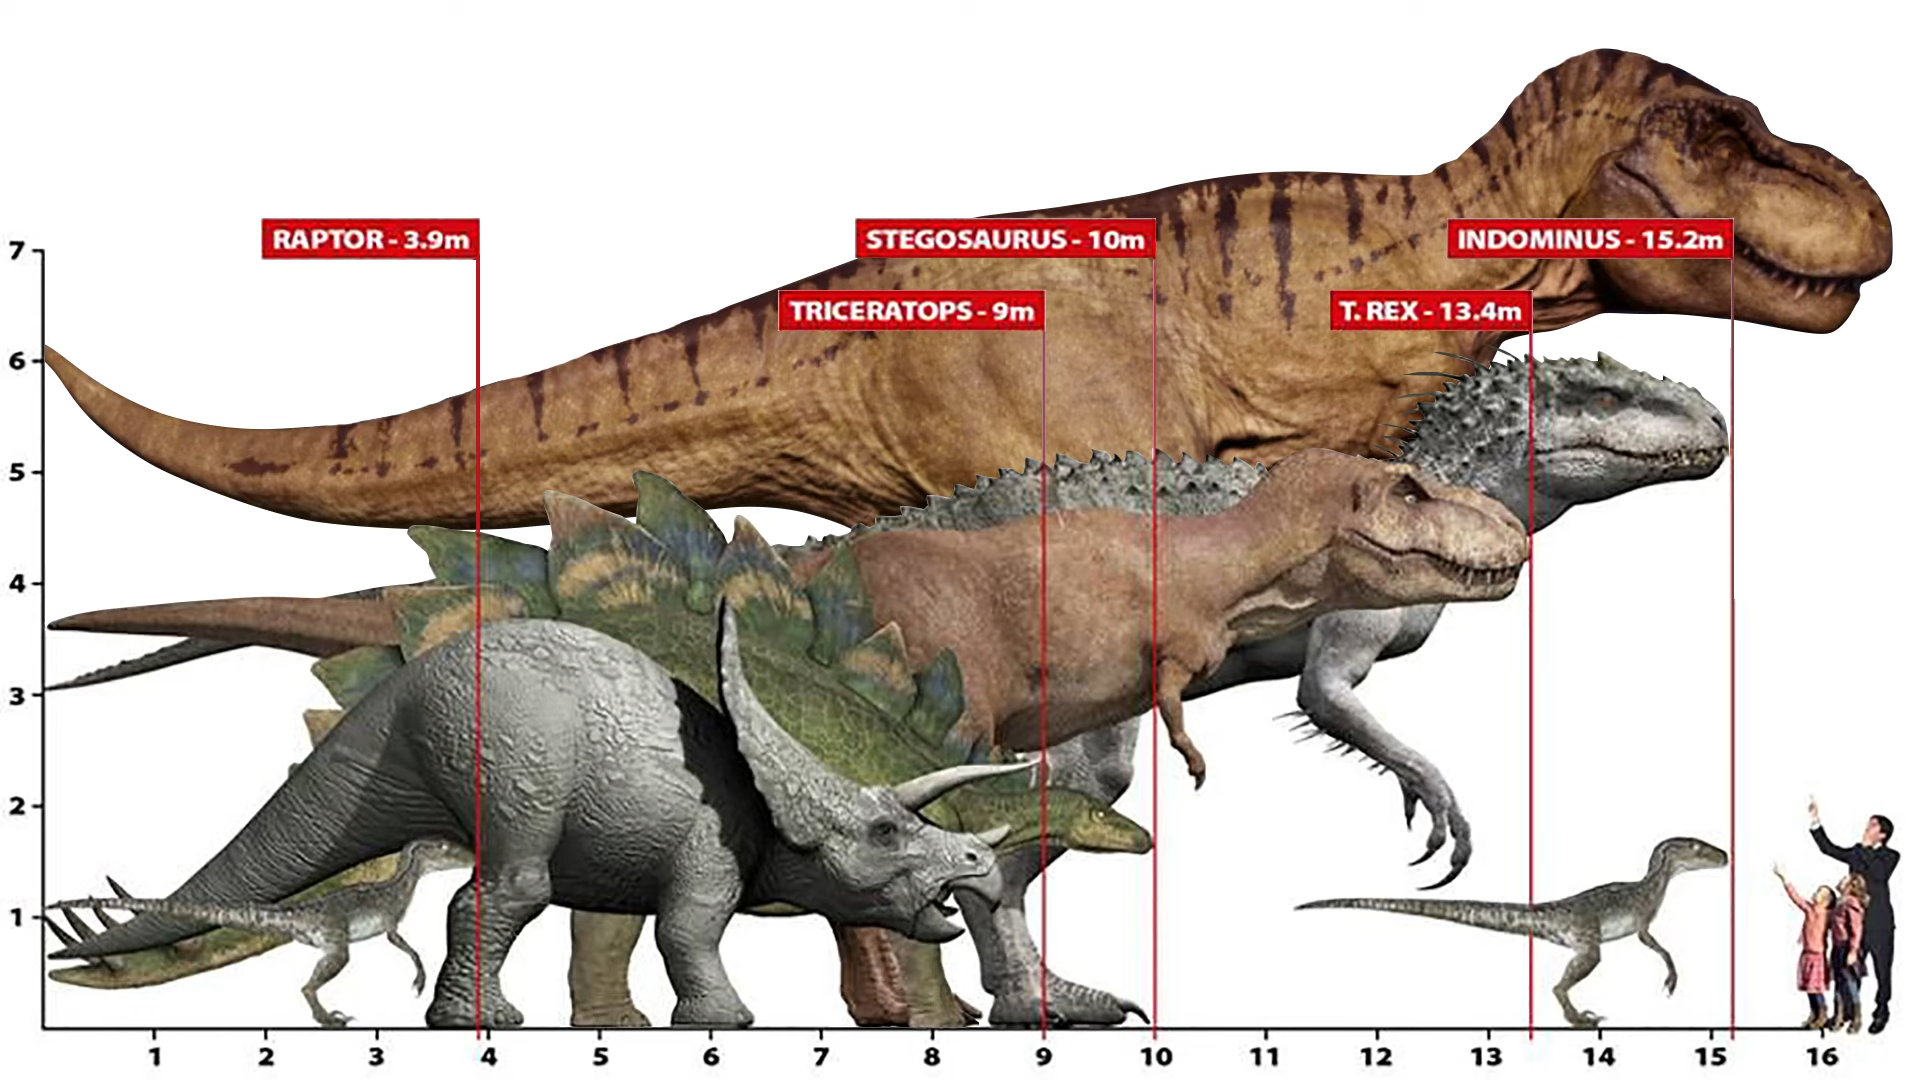 RAPTOR - 3.9m
STEGOSAURUS - 10m
INDOMINUS - 15.2m
TRICERATOPS - 9m
T. REX - 13.4m
7
6
5
4
3
2
1
1 2 3 4 5 6 7 8 9 10 11 12 13 14 15 16